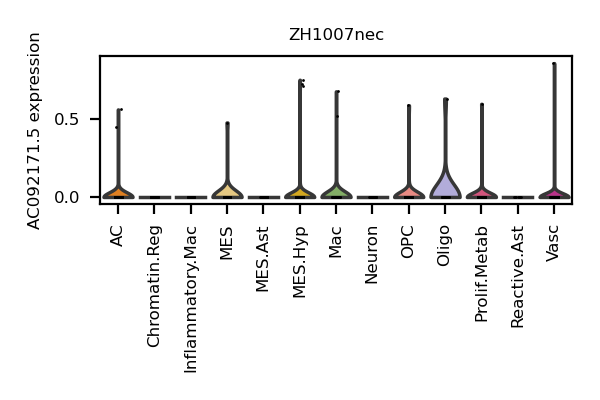 ZH1007nec
AC092171.5 expression
0.5
0.0
AC
Chromatin.Reg
Inflammatory.Mac
MES
MES.Ast
MES.Hyp
Mac
Neuron
OPC
Oligo
Prolif.Metab
Reactive.Ast
Vasc